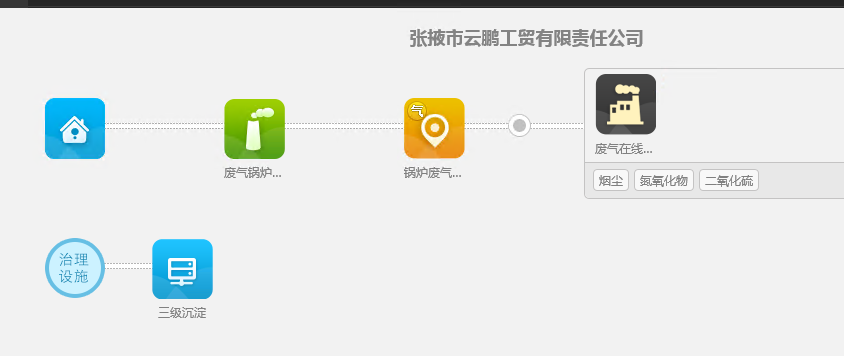 张掖市云鹏工贸有限责任公司
气
废气锅炉...
锅炉废气...
废气在线...
烟尘 氮氧化物 二氧化硫
治理
设施
三级沉淀